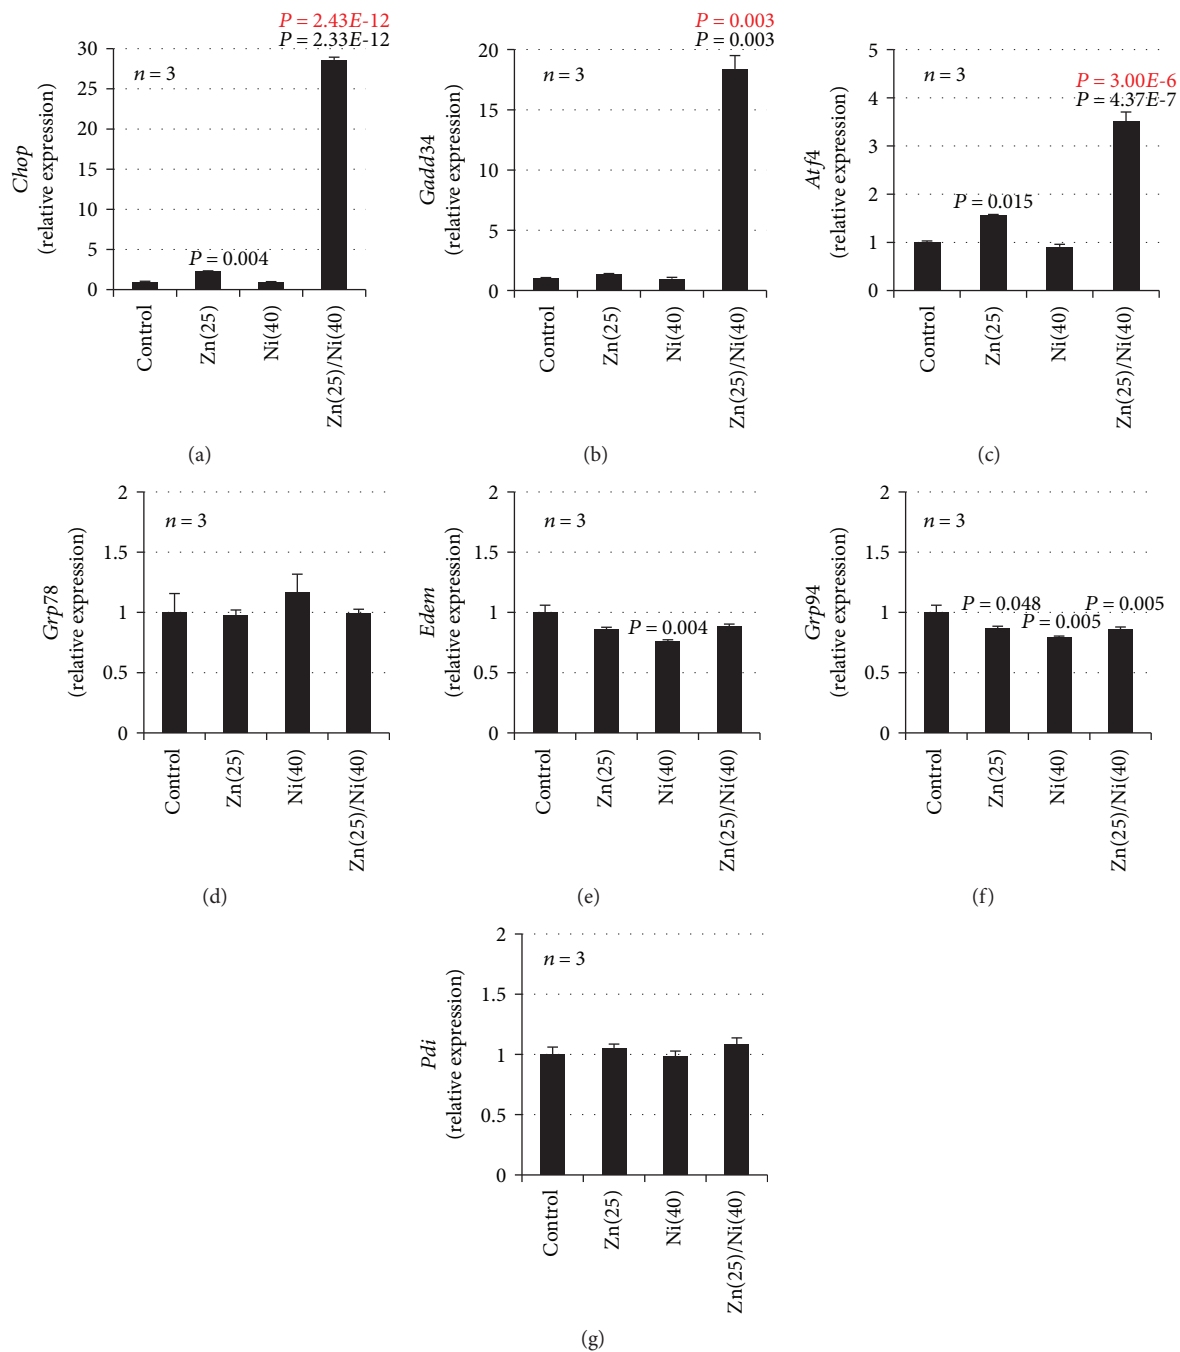 P = 2.43E-12
P = 2.33E-12
30
25
20
15
10
5
0
n = 3
P = 0.004
Chop
(relative expression)
Control
Zn(25)
Ni(40)
Zn(25)/Ni(40)
(a)
P = 0.003
P = 0.003
20
15
10
5
0
n = 3
Gadd34
(relative expression)
Control
Zn(25)
Ni(40)
Zn(25)/Ni(40)
(b)
5
4
3
2
1
0
n = 3
P = 3.00E-6
P = 4.37E-7
P = 0.015
Atf4
(relative expression)
Control
Zn(25)
Ni(40)
Zn(25)/Ni(40)
(c)
2
1.5
1
0.5
0
n = 3
Grp78
(relative expression)
Control
Zn(25)
Ni(40)
Zn(25)/Ni(40)
(d)
2
1.5
1
0.5
0
n = 3
P = 0.004
Edem
(relative expression)
Control
Zn(25)
Ni(40)
Zn(25)/Ni(40)
(e)
2
1.5
1
0.5
0
n = 3
P = 0.048
P = 0.005
P = 0.005
Grp94
(relative expression)
Control
Zn(25)
Ni(40)
Zn(25)/Ni(40)
(f)
2
1.5
1
0.5
0
n = 3
Pdi
(relative expression)
Control
Zn(25)
Ni(40)
Zn(25)/Ni(40)
(g)